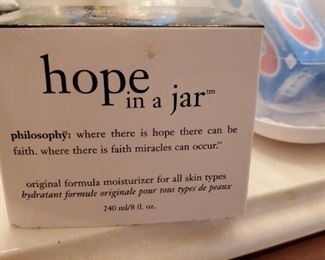 hope
in a jar™
philosophy: where there is hope there can be
faith. where there is faith miracles can occur.”
original formula moisturizer for all skin types
hydratant formule originale pour tous types de peaux
240 ml/8 fl. oz.